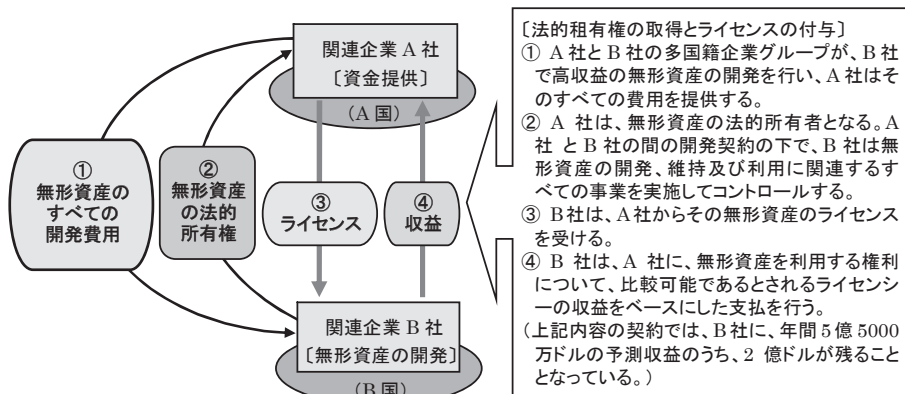 関連企業 A 社
〔資金提供〕
(A 国)
①
無形資産の
すべての
開発費用
②
無形資産
の法的
所有権
③
ライセンス
④
収益
関連企業 B 社
〔無形資産の開発〕
(B 国)
〔法的租有権の取得とライセンスの付与〕
① A 社と B 社の多国籍企業グループが、B 社
で高収益の無形資産の開発を行い、A 社はそ
のすべての費用を提供する。
② A 社は、無形資産の法的所有者となる。A
社 と B 社の間の開発契約の下で、B 社は無
形資産の開発、維持及び利用に関連するす
べての事業を実施してコントロールする。
③ B社は、A社からその無形資産のライセンス
を受ける。
④ B 社は、A 社に、無形資産を利用する権利
について、比較可能であるとされるライセンシ
ーの収益をベースにした支払を行う。
(上記内容の契約では、B社に、年間 5 億 5000
万ドルの予測収益のうち、2 億ドルが残ること
となっている。)